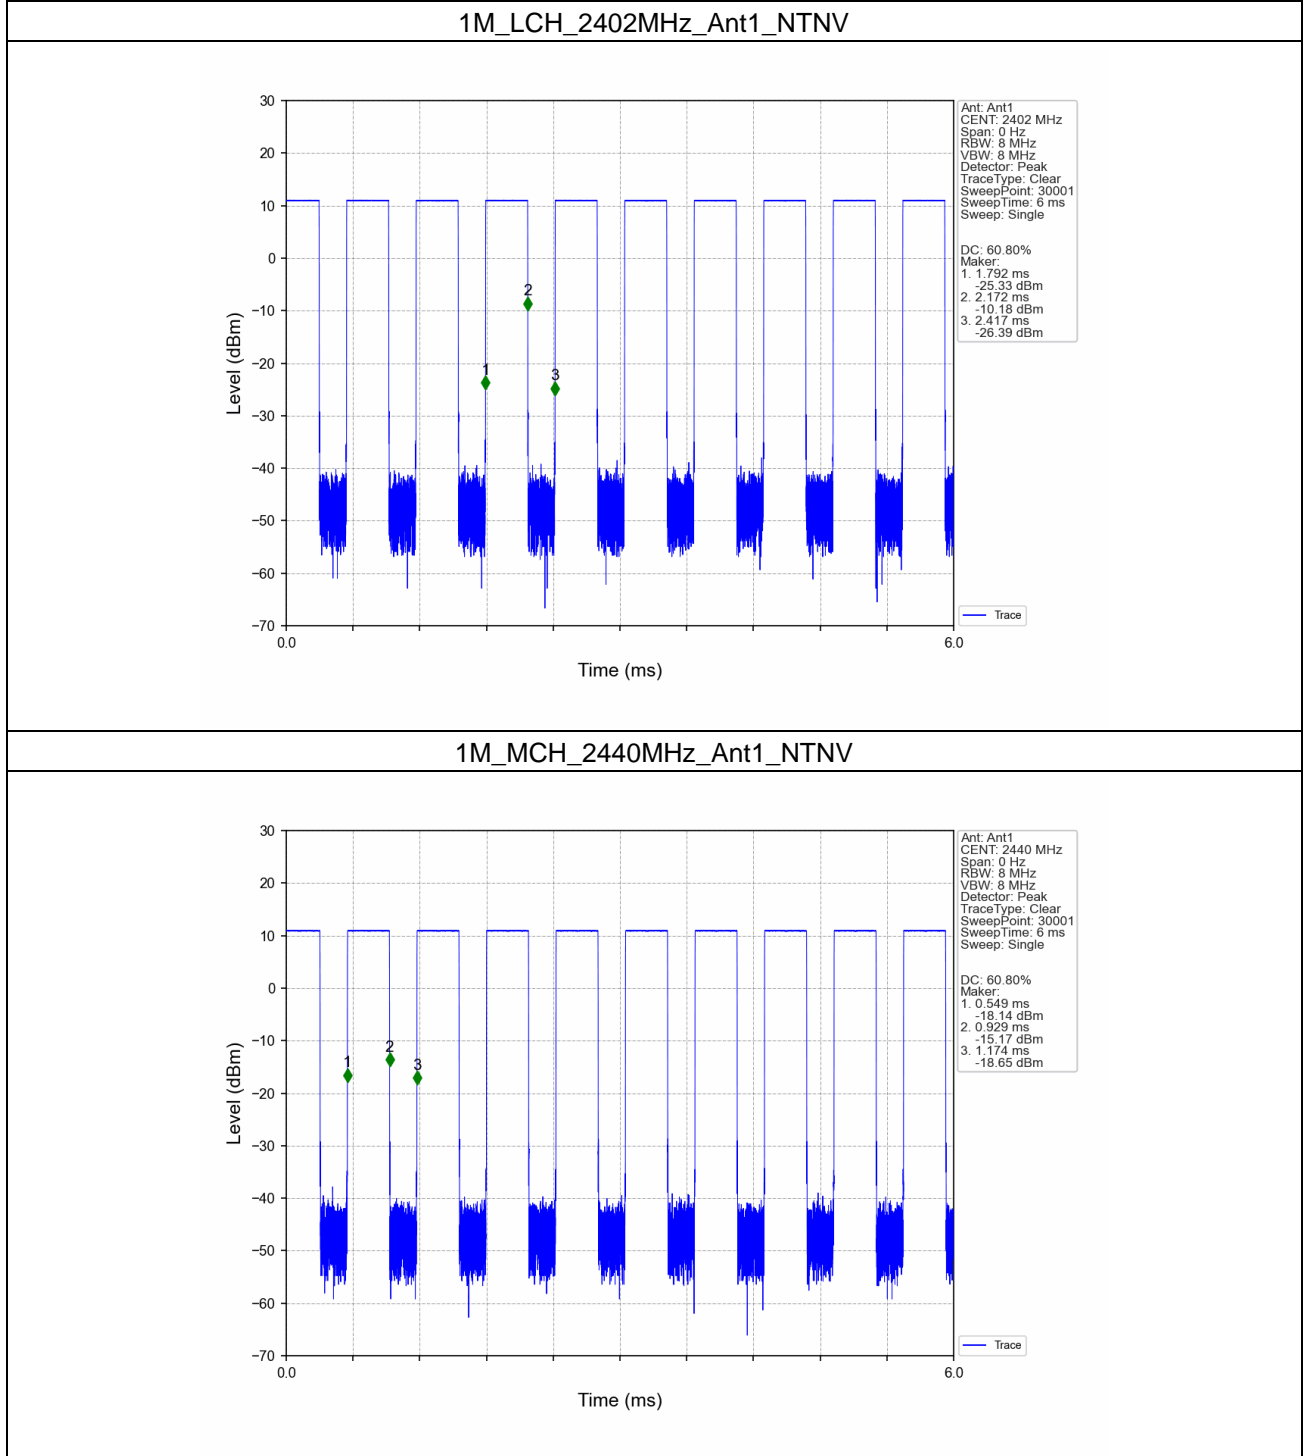 1M_LCH_2402MHz_Ant1_NTNV
30
20
10
0
−10
−20
−30
−40
−50
−60
−70
Level (dBm)
1
2
3
0.0
6.0
Time (ms)
Ant: Ant1
CENT: 2402 MHz
Span: 0 Hz
RBW: 8 MHz
VBW: 8 MHz
Detector: Peak
TraceType: Clear
SweepPoint: 30001
SweepTime: 6 ms
Sweep: Single
DC: 60.80%
Maker:
1. 1.792 ms
-25.33 dBm
2. 2.172 ms
-10.18 dBm
3. 2.417 ms
-26.39 dBm
Trace
1M_MCH_2440MHz_Ant1_NTNV
30
20
10
0
−10
−20
−30
−40
−50
−60
−70
Level (dBm)
1
2
3
0.0
6.0
Time (ms)
Ant: Ant1
CENT: 2440 MHz
Span: 0 Hz
RBW: 8 MHz
VBW: 8 MHz
Detector: Peak
TraceType: Clear
SweepPoint: 30001
SweepTime: 6 ms
Sweep: Single
DC: 60.80%
Maker:
1. 0.549 ms
-18.14 dBm
2. 0.929 ms
-15.17 dBm
3. 1.174 ms
-18.65 dBm
Trace